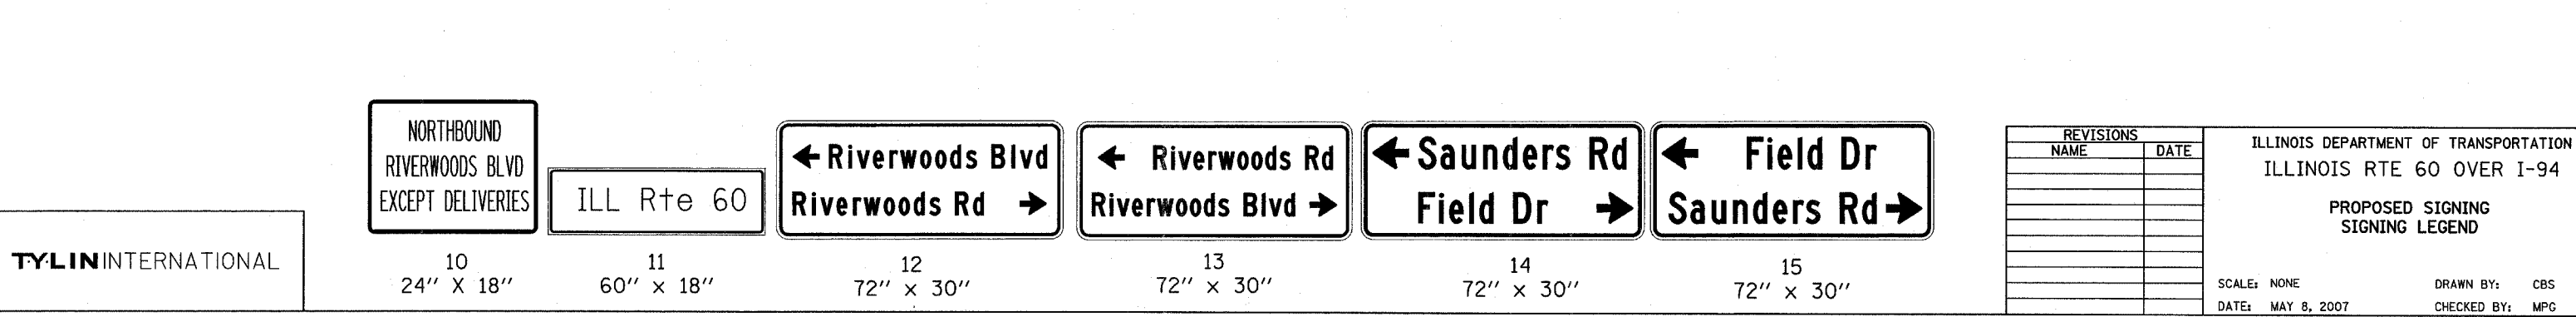 TYLIN INTERNATIONAL
NORTHBOUND
RIVERWOODS BLVD
EXCEPT DELIVERIES
10
24" X 18"
ILL Rte 60
11
60" x 18"
← Riverwoods Blvd
Riverwoods Rd →
12
72" x 30"
← Riverwoods Rd
Riverwoods Blvd →
13
72" x 30"
← Saunders Rd
Field Dr →
14
72" x 30"
← Field Dr
Saunders Rd →
15
72" x 30"
REVISIONS
NAME DATE
ILLINOIS DEPARTMENT OF TRANSPORTATION
ILLINOIS RTE 60 OVER I-94
PROPOSED SIGNING
SIGNING LEGEND
SCALE: NONE DRAWN BY: CBS
DATE: MAY 8, 2007 CHECKED BY: MPG